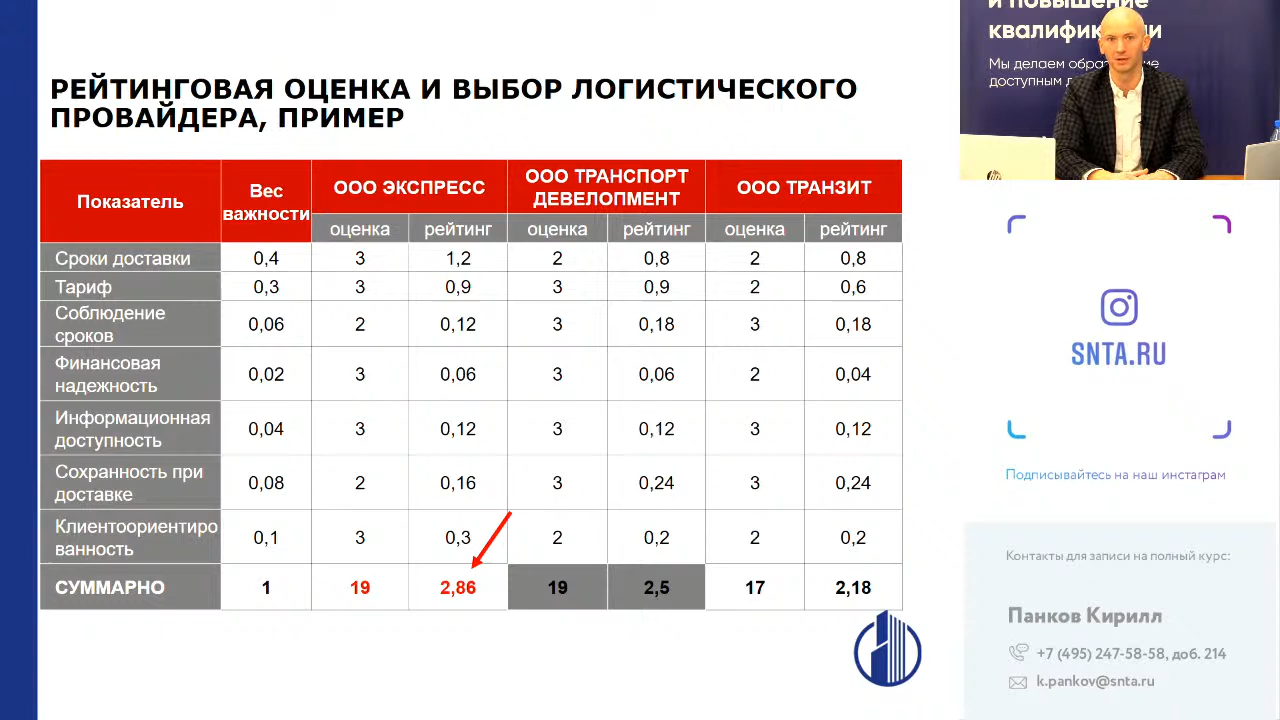 РЕЙТИНГОВАЯ ОЦЕНКА И ВЫБОР ЛОГИСТИЧЕСКОГО
ПРОВАЙДЕРА, ПРИМЕР
Показатель
Вес
важности
ООО ЭКСПРЕСС
ООО ТРАНСПОРТ
ДЕВЕЛОПМЕНТ
ООО ТРАНЗИТ
оценка рейтинг оценка рейтинг оценка рейтинг
Сроки доставки 0,4 3 1,2 2 0,8 2 0,8
Тариф 0,3 3 0,9 3 0,9 2 0,6
Соблюдение
сроков 0,06 2 0,12 3 0,18 3 0,18
Финансовая
надежность 0,02 3 0,06 3 0,06 2 0,04
Информационная
доступность 0,04 3 0,12 3 0,12 3 0,12
Сохранность при
доставке 0,08 2 0,16 3 0,24 3 0,24
Клиентоориентиро
ванность 0,1 3 0,3 2 0,2 2 0,2
СУММАРНО 1 19 2,86 19 2,5 17 2,18
и повышение
Мы делаем
hp
SNTA.RU
Подписывайтесь на наш инстаграм
Контакты для записи на полный курс:
Панков Кирилл
+7 (495) 247-58-58, доб. 214
k.pankov@snta.ru